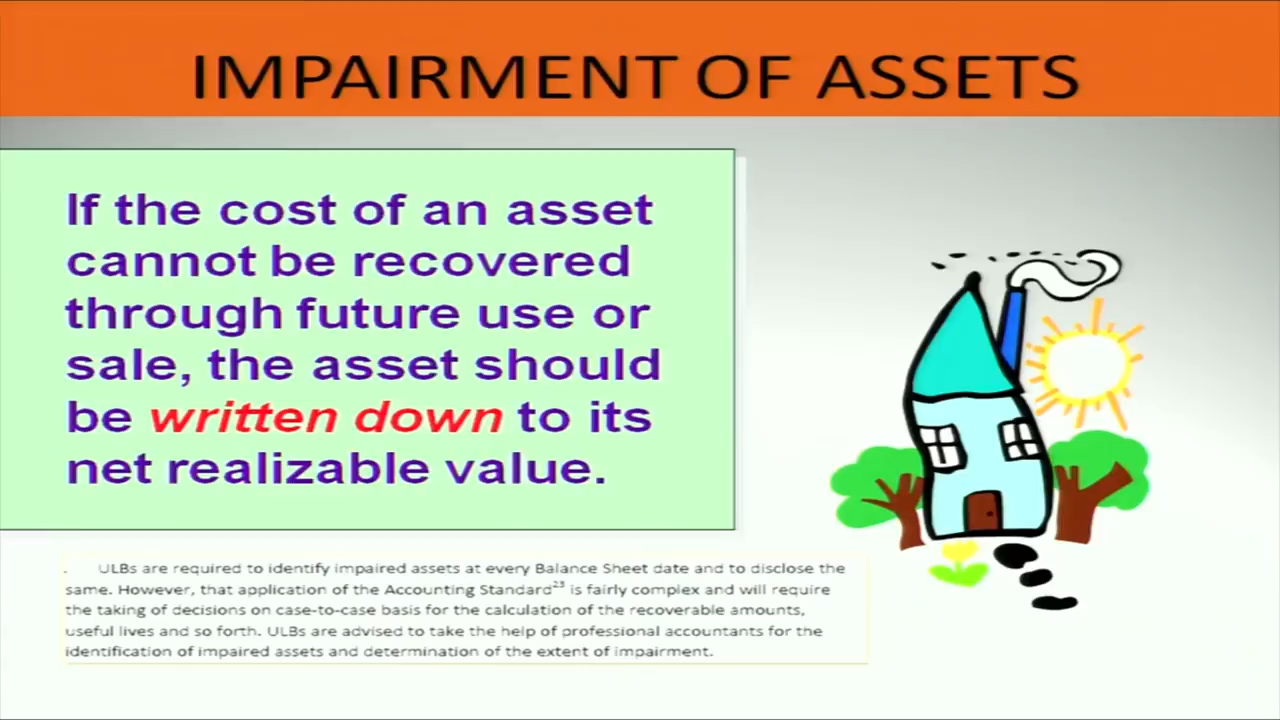 IMPAIRMENT OF ASSETS
If the cost of an asset
cannot be recovered
through future use or
sale, the asset should
be written down to its
net realizable value.
. ULBs are required to identify impaired assets at every Balance Sheet date and to disclose the
same. However, that application of the Accounting Standard²³ is fairly complex and will require
the taking of decisions on case-to-case basis for the calculation of the recoverable amounts,
useful lives and so forth. ULBs are advised to take the help of professional accountants for the
identification of impaired assets and determination of the extent of impairment.